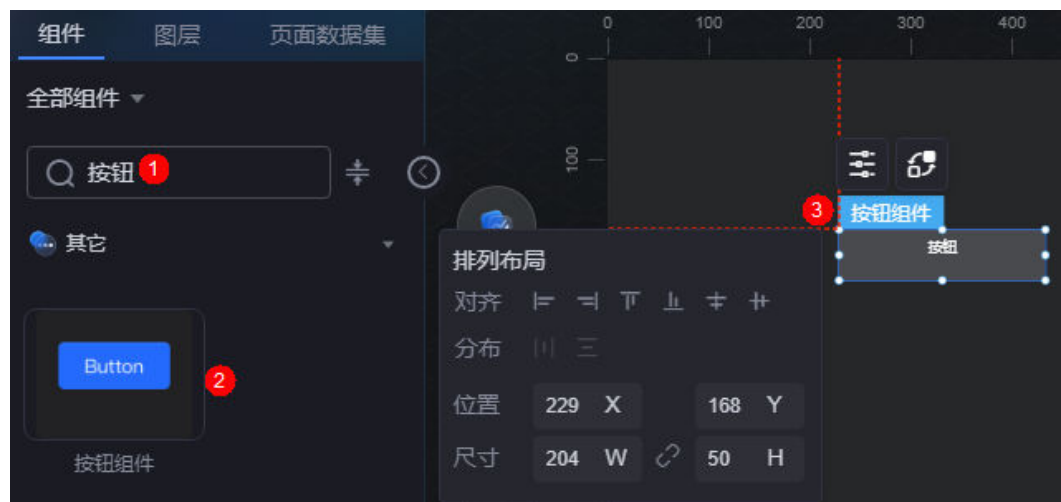 组件 图层 页面数据集
0 100 200 300 400
0
全部组件
100
按钮 1
3 按钮组件
其它
按钮
排列布局
对齐
Button
2
分布
位置 229 X 168 Y
按钮组件
尺寸 204 W 50 H